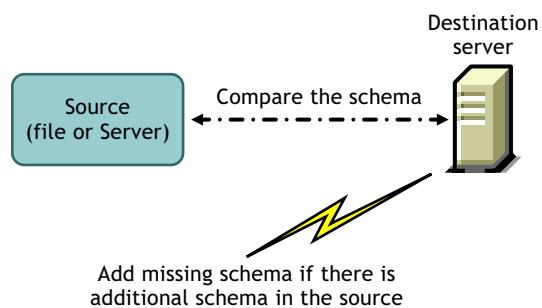 Destination
server
Source
(file or Server)
Compare the schema
Add missing schema if there is
additional schema in the source